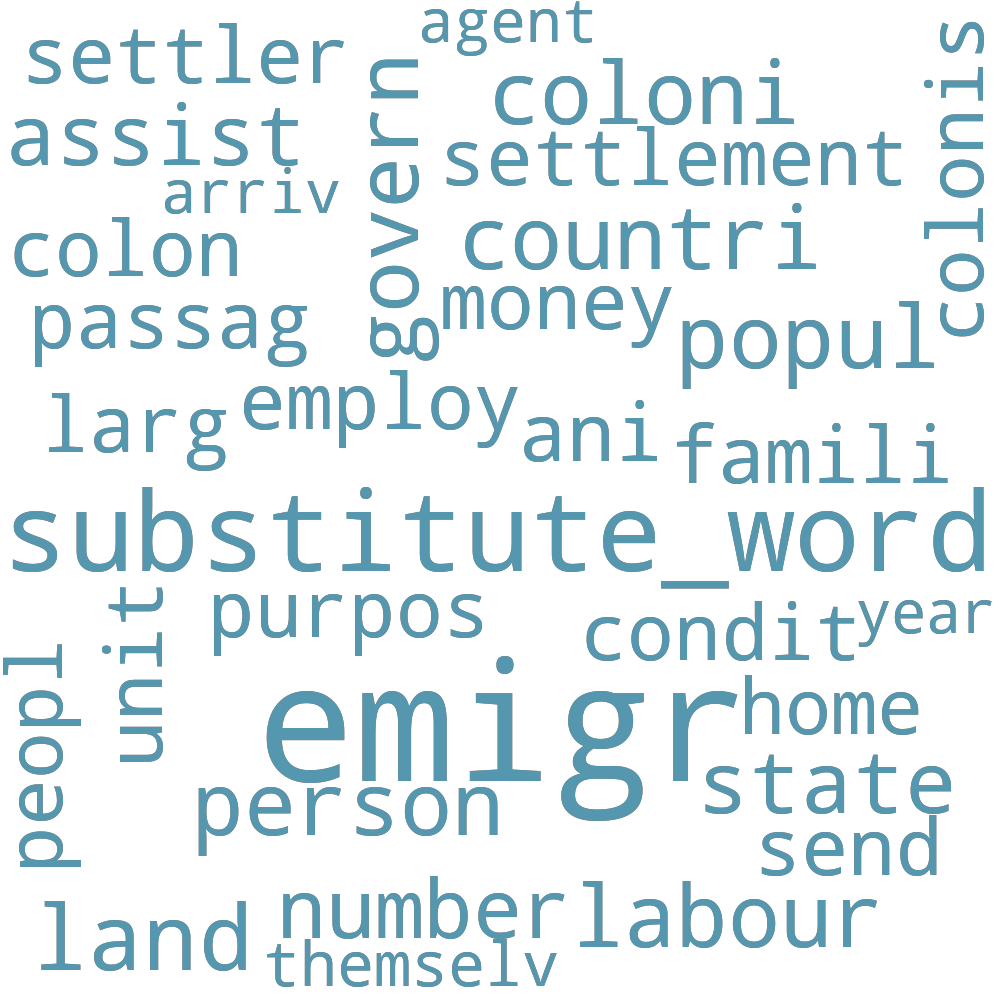 agent
settler
coloni
colonis
govern
assist
settlement
arriv
countri
colon
money
passag
popul
employ
larg
ani
famili
substitute_word
purpos
unit
condit
year
peopl
emigr
home
state
person
send
number
labour
land
themselv